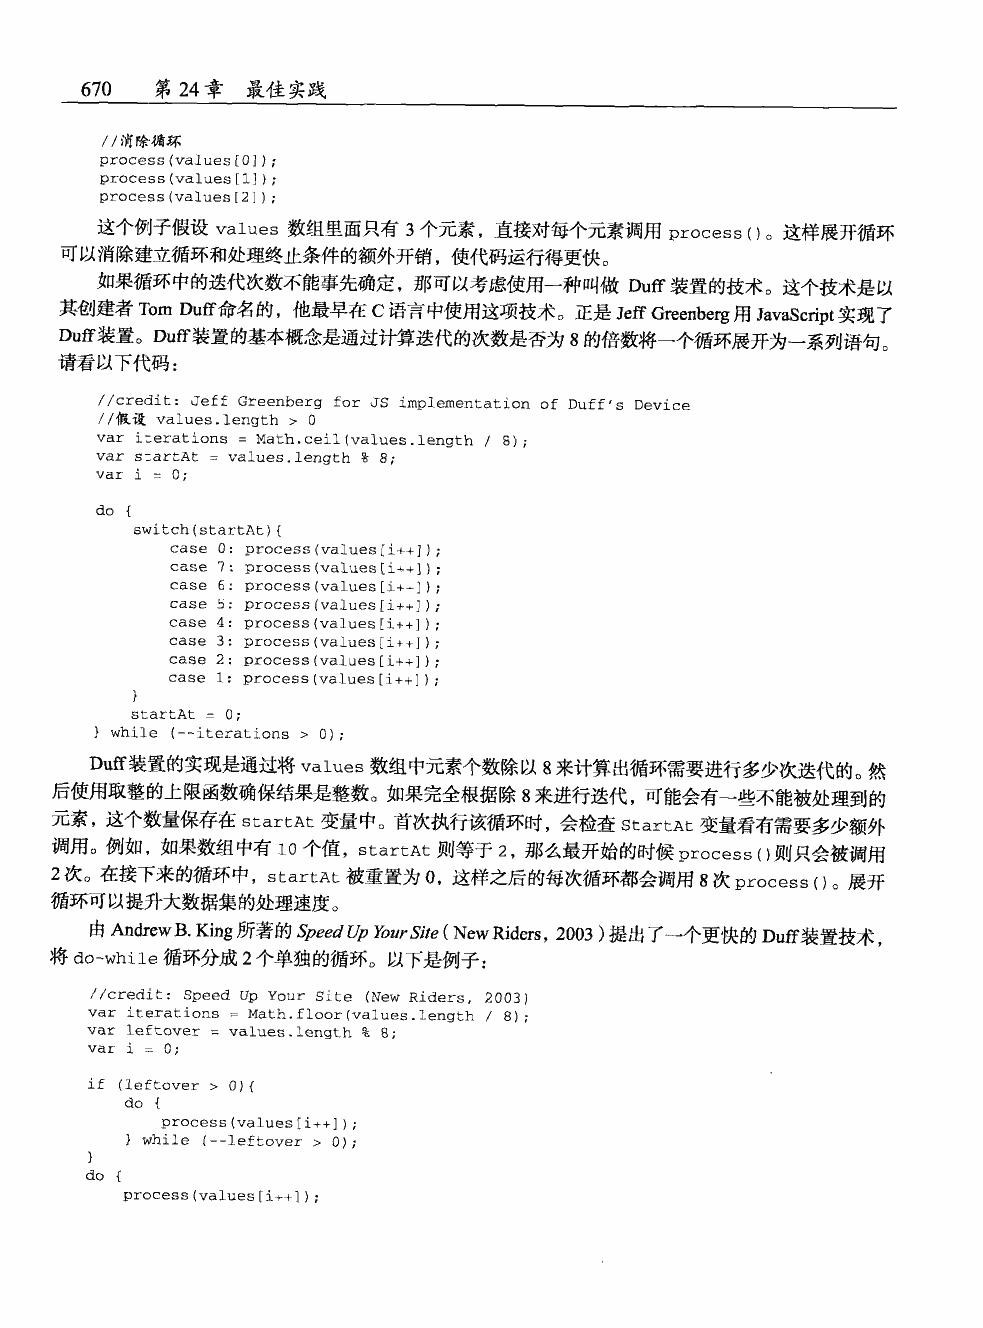 670 第24章 最佳实践
//消除循环
process(values[0]);
process(values[1]);
process(values[2]);
这个例子假设 values 数组里面只有 3 个元素，直接对每个元素调用 process()。这样展开循环
可以消除建立循环和处理终止条件的额外开销，使代码运行得更快。
如果循环中的迭代次数不能事先确定，那可以考虑使用一种叫做 Duff 装置的技术。这个技术是以
其创建者 Tom Duff 命名的，他最早在 C 语言中使用这项技术。正是 Jeff Greenberg 用 JavaScript 实现了
Duff 装置。Duff 装置的基本概念是通过计算迭代的次数是否为 8 的倍数将一个循环展开为一系列语句。
请看以下代码：
//credit: Jeff Greenberg for JS implementation of Duff's Device
//假设 values.length > 0
var iterations = Math.ceil(values.length / 8);
var startAt = values.length % 8;
var i = 0;
do {
switch(startAt){
case 0: process(values[i++]);
case 7: process(values[i++]);
case 6: process(values[i++]);
case 5: process(values[i++]);
case 4: process(values[i++]);
case 3: process(values[i++]);
case 2: process(values[i++]);
case 1: process(values[i++]);
}
startAt = 0;
} while (--iterations > 0);
Duff 装置的实现是通过将 values 数组中元素个数除以 8 来计算出循环需要进行多少次迭代的。然
后使用取整的上限函数确保结果是整数。如果完全根据除 8 来进行迭代，可能会有一些不能被处理到的
元素，这个数量保存在 startAt 变量中。首次执行该循环时，会检查 StartAt 变量看有需要多少额外
调用。例如，如果数组中有 10 个值，startAt 则等于 2，那么最开始的时候 process()则只会被调用
2 次。在接下来的循环中，startAt 被重置为 0，这样之后的每次循环都会调用 8 次 process()。展开
循环可以提升大数据集的处理速度。
由 Andrew B. King 所著的 Speed Up Your Site（New Riders，2003）提出了一个更快的 Duff 装置技术，
将 do-while 循环分成 2 个单独的循环。以下是例子：
//credit: Speed Up Your Site (New Riders, 2003)
var iterations = Math.floor(values.length / 8);
var leftover = values.length % 8;
var i = 0;
if (leftover > 0){
do {
process(values[i++]);
} while (--leftover > 0);
}
do {
process(values[i++]);